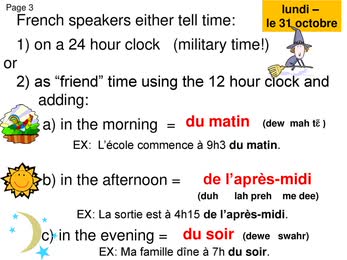 Page 3
lundi –
le 31 octobre
French speakers either tell time:
1) on a 24 hour clock (military time!)
or
2) as “friend” time using the 12 hour clock and
adding:
a) in the morning = du matin (dew mah tɛ̃ )
EX: L’école commence à 9h3 du matin.
b) in the afternoon = de l’après-midi
(duh lah preh me dee)
EX: La sortie est à 4h15 de l’après-midi.
c) in the evening = du soir (dewe swahr)
EX: Ma famille dîne à 7h du soir.